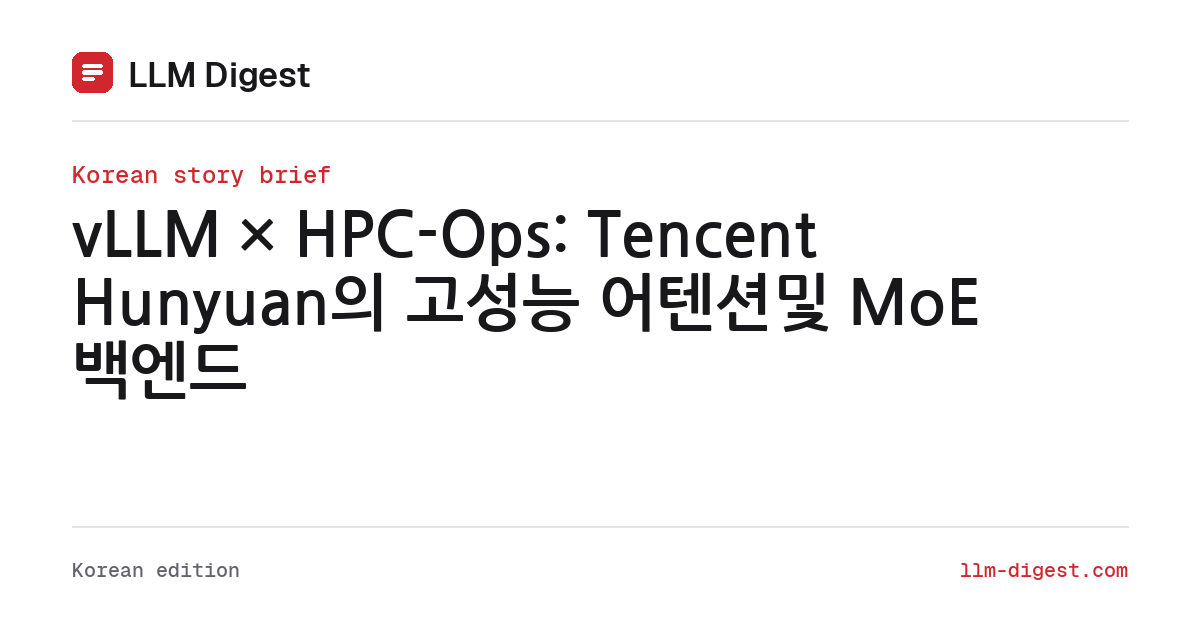 LLM Digest
Korean story brief
vLLM × HPC-Ops: Tencent
Hunyuan의 고성능 어텐션및 MoE
백엔드
Korean edition
llm-digest.com